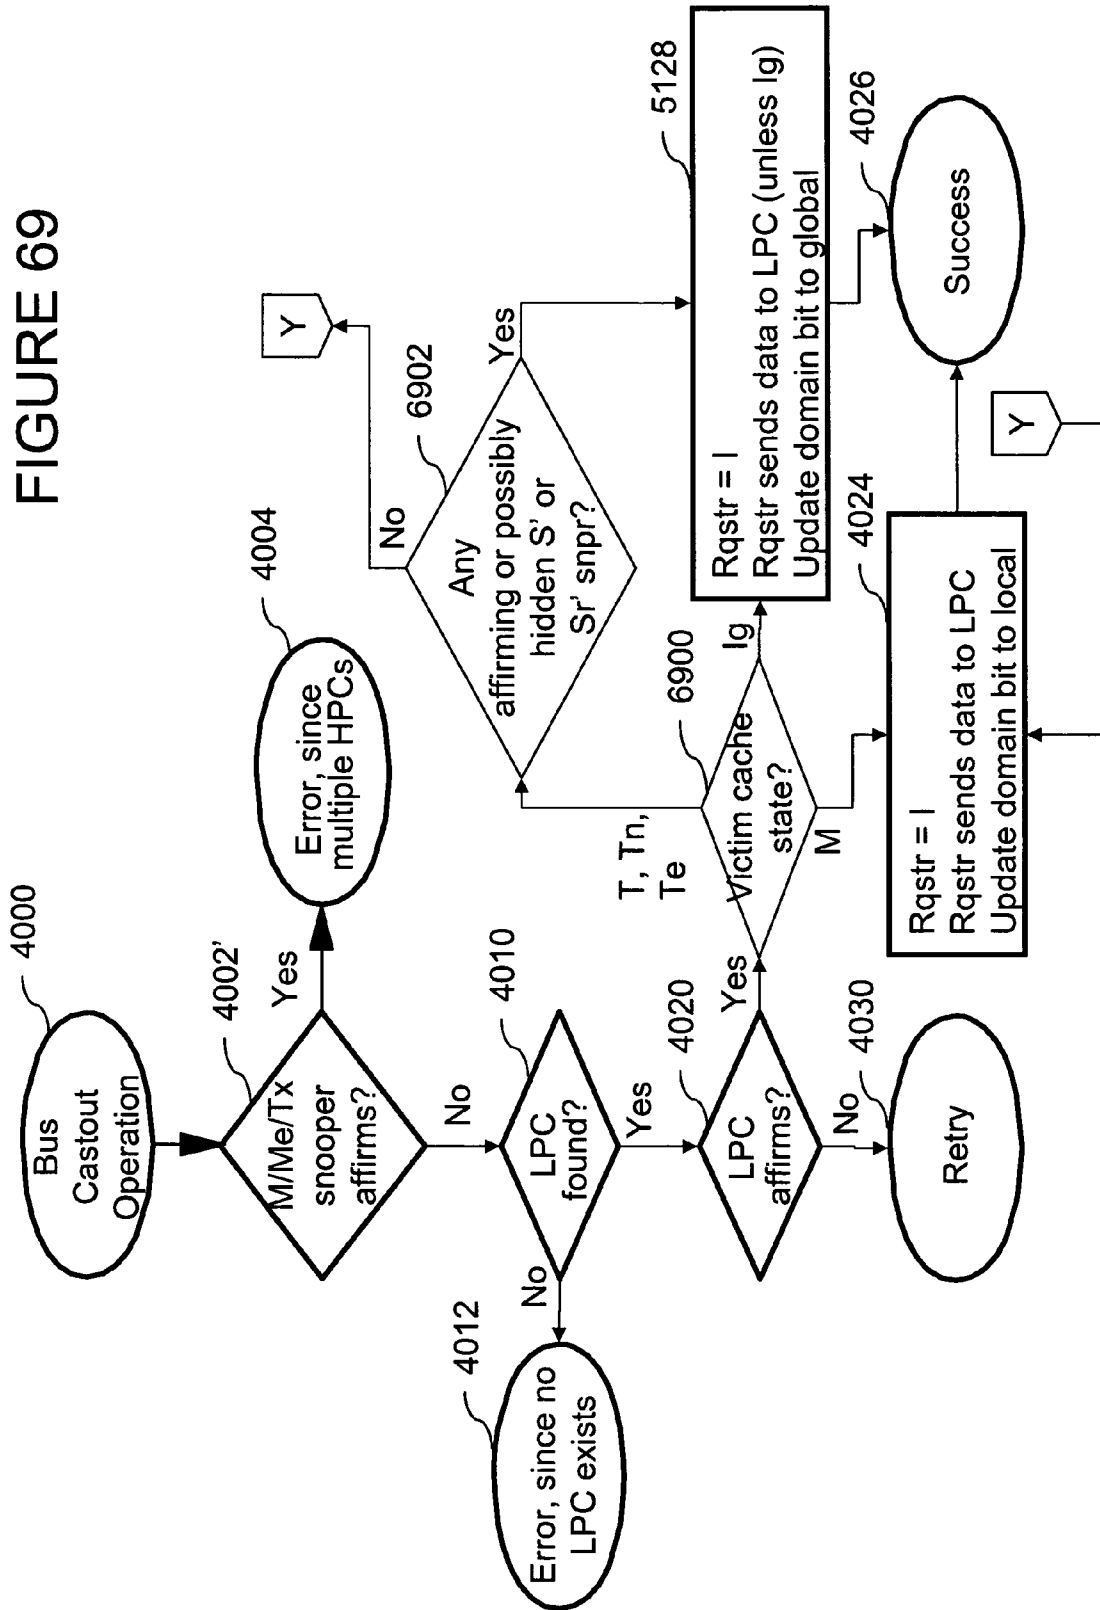 FIGURE 69
4000
Bus
Castout
Operation
4002'
M/Me/Tx
snooper
affirms?
Yes
4004
Error, since
multiple HPCs
No
4010
LPC
found?
No
4012
Error, since no
LPC exists
Yes
4020
LPC
affirms?
No
4030
Retry
Yes
6900
Victim cache
state?
T, Tn,
Te
Ig
M
6902
Any
affirming or possibly
hidden S' or
Sr' snpr?
No
Y
Yes
5128
Rqstr = I
Rqstr sends data to LPC (unless Ig)
Update domain bit to global
4024
Rqstr = I
Rqstr sends data to LPC
Update domain bit to local
Y
4026
Success